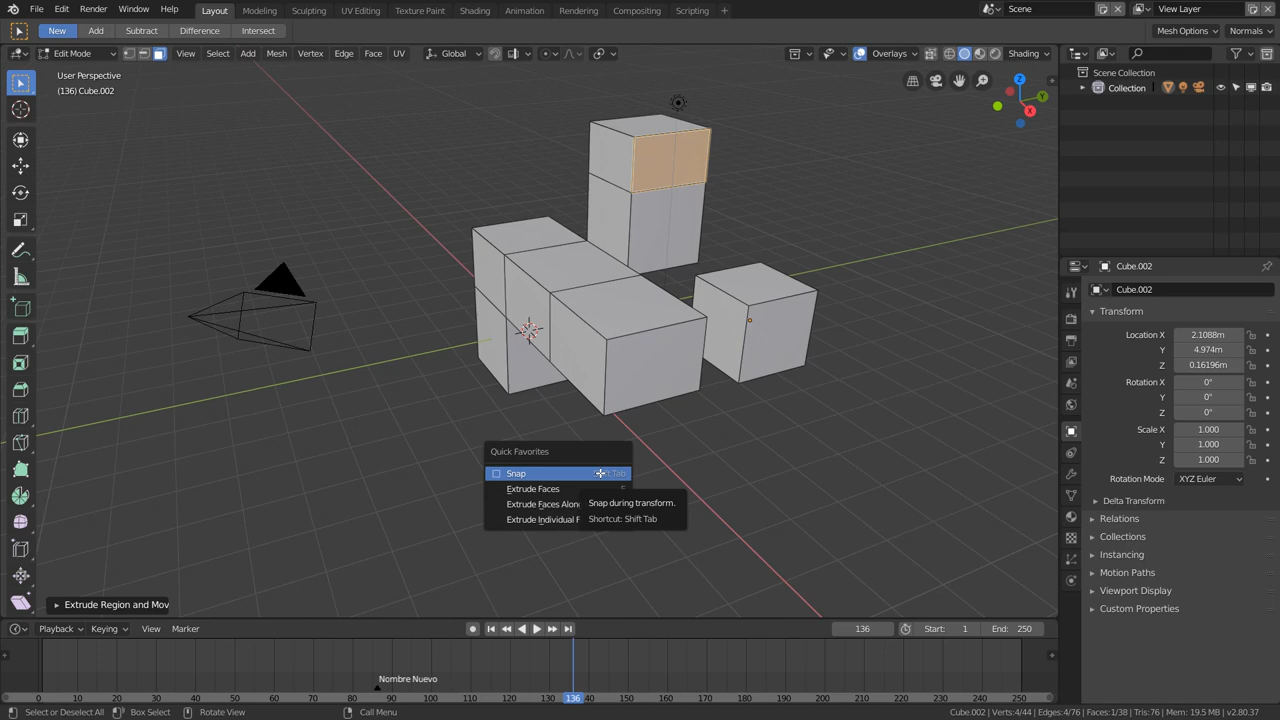 File Edit Render Window Help Layout Modeling Sculpting UV Editing Texture Paint Shading Animation Rendering Compositing Scripting + Scene View Layer
New Add Subtract Difference Intersect Mesh Options Normals
Edit Mode View Select Add Mesh Vertex Edge Face UV Global Overlays Shading
User Perspective
(136) Cube.002
Z
Y
X
Scene Collection
Collection
Cube.002
Cube.002
Transform
Location X 2.1088m
Y 4.974m
Z 0.16196m
Rotation X 0°
Y 0°
Z 0°
Scale X 1.000
Y 1.000
Z 1.000
Rotation Mode XYZ Euler
Delta Transform
Relations
Collections
Instancing
Motion Paths
Viewport Display
Custom Properties
Quick Favorites
Snap Tab
Extrude Faces E
Extrude Faces Alon
Extrude Individual F
Snap during transform.
Shortcut: Shift Tab
Extrude Region and Mov
Playback Keying View Marker 136 Start: 1 End: 250
Nombre Nuevo
0 10 20 30 40 50 60 70 80 90 100 110 120 130 136 40 150 160 170 180 190 200 210 220 230 240 250
Select or Deselect All Box Select Rotate View Call Menu Cube.002 | Verts:4/44 | Edges:4/76 | Faces:1/38 | Tris:76 | Mem: 19.5 MB | v2.80.37